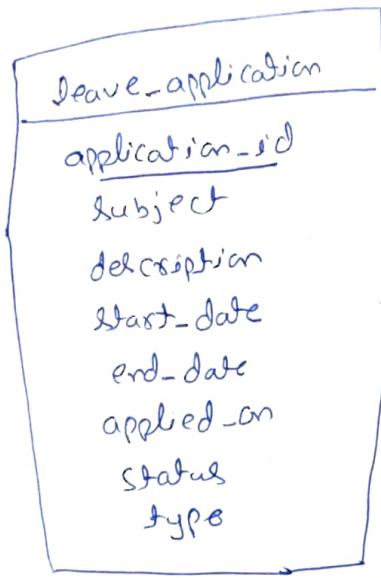 leave_application
application_id
subject
description
start_date
end_date
applied_on
status
type